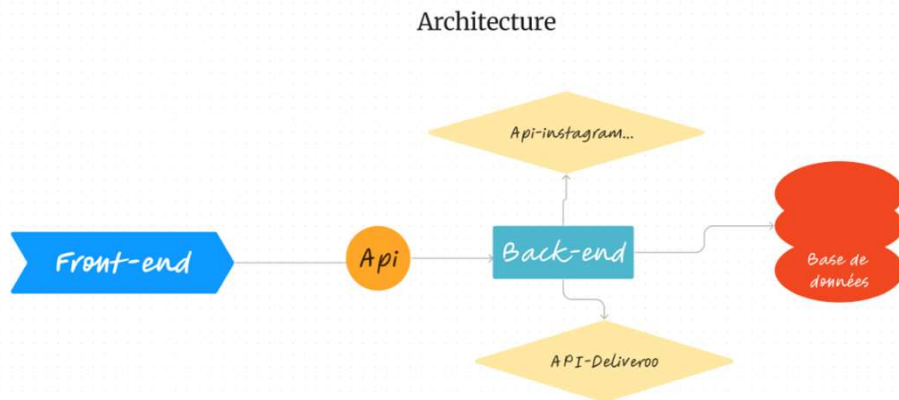 Architecture
Api-instagram...
Front-end
Api
Back-end
Base de
données
API-Deliveroo